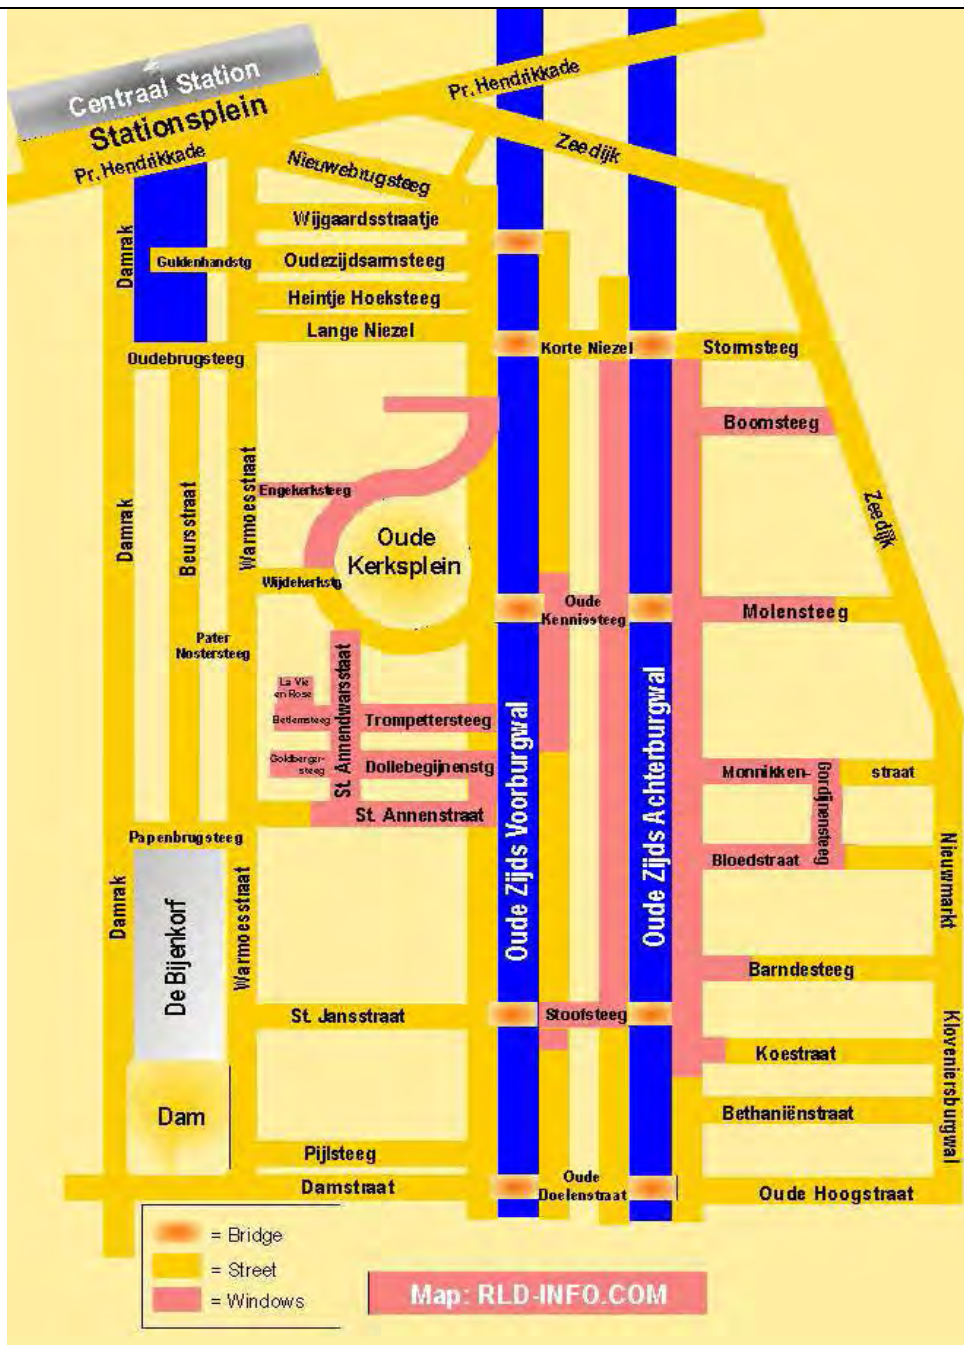 Centraal Station
Stationsplein
Pr. Hendrikkade
Pr. Hendrikkade
Zeedijk
Nieuwebrugsteeg
Wijgaardsstraatje
Damrak
Guldenhandstg
Oudezijdsarmsteeg
Heintje Hoeksteeg
Lange Niezel
Oudebrugsteeg
Korte Niezel
Stormsteeg
Boomsteeg
Warmoesstraat
Engekerksteeg
Zeedijk
Damrak
Beursstraat
Oude
Kerksplein
Wijdekerkstg
Oude
Kennissteeg
Molensteeg
Pater
Nostersteeg
St. Annendwarsstaat
La Vie
en Rose
Betlemsteeg
Trompettersteeg
Goldberger-
steeg
Dollebegijnenstg
St. Annenstraat
Oude Zijds Voorburgwal
Oude Zijds Achterburgwal
Monnikken-
straat
Gordijnensteeg
Bloedstraat
Nieuwmarkt
Papenbrugsteeg
Damrak
De Bijenkorf
Warmoesstraat
Barndesteeg
St. Jansstraat
Stoofsteeg
Koestraat
Kloveniersburgwal
Dam
Bethaniënstraat
Pijlsteeg
Damstraat
Oude
Doelenstraat
Oude Hoogstraat
= Bridge
= Street
= Windows
Map: RLD-INFO.COM